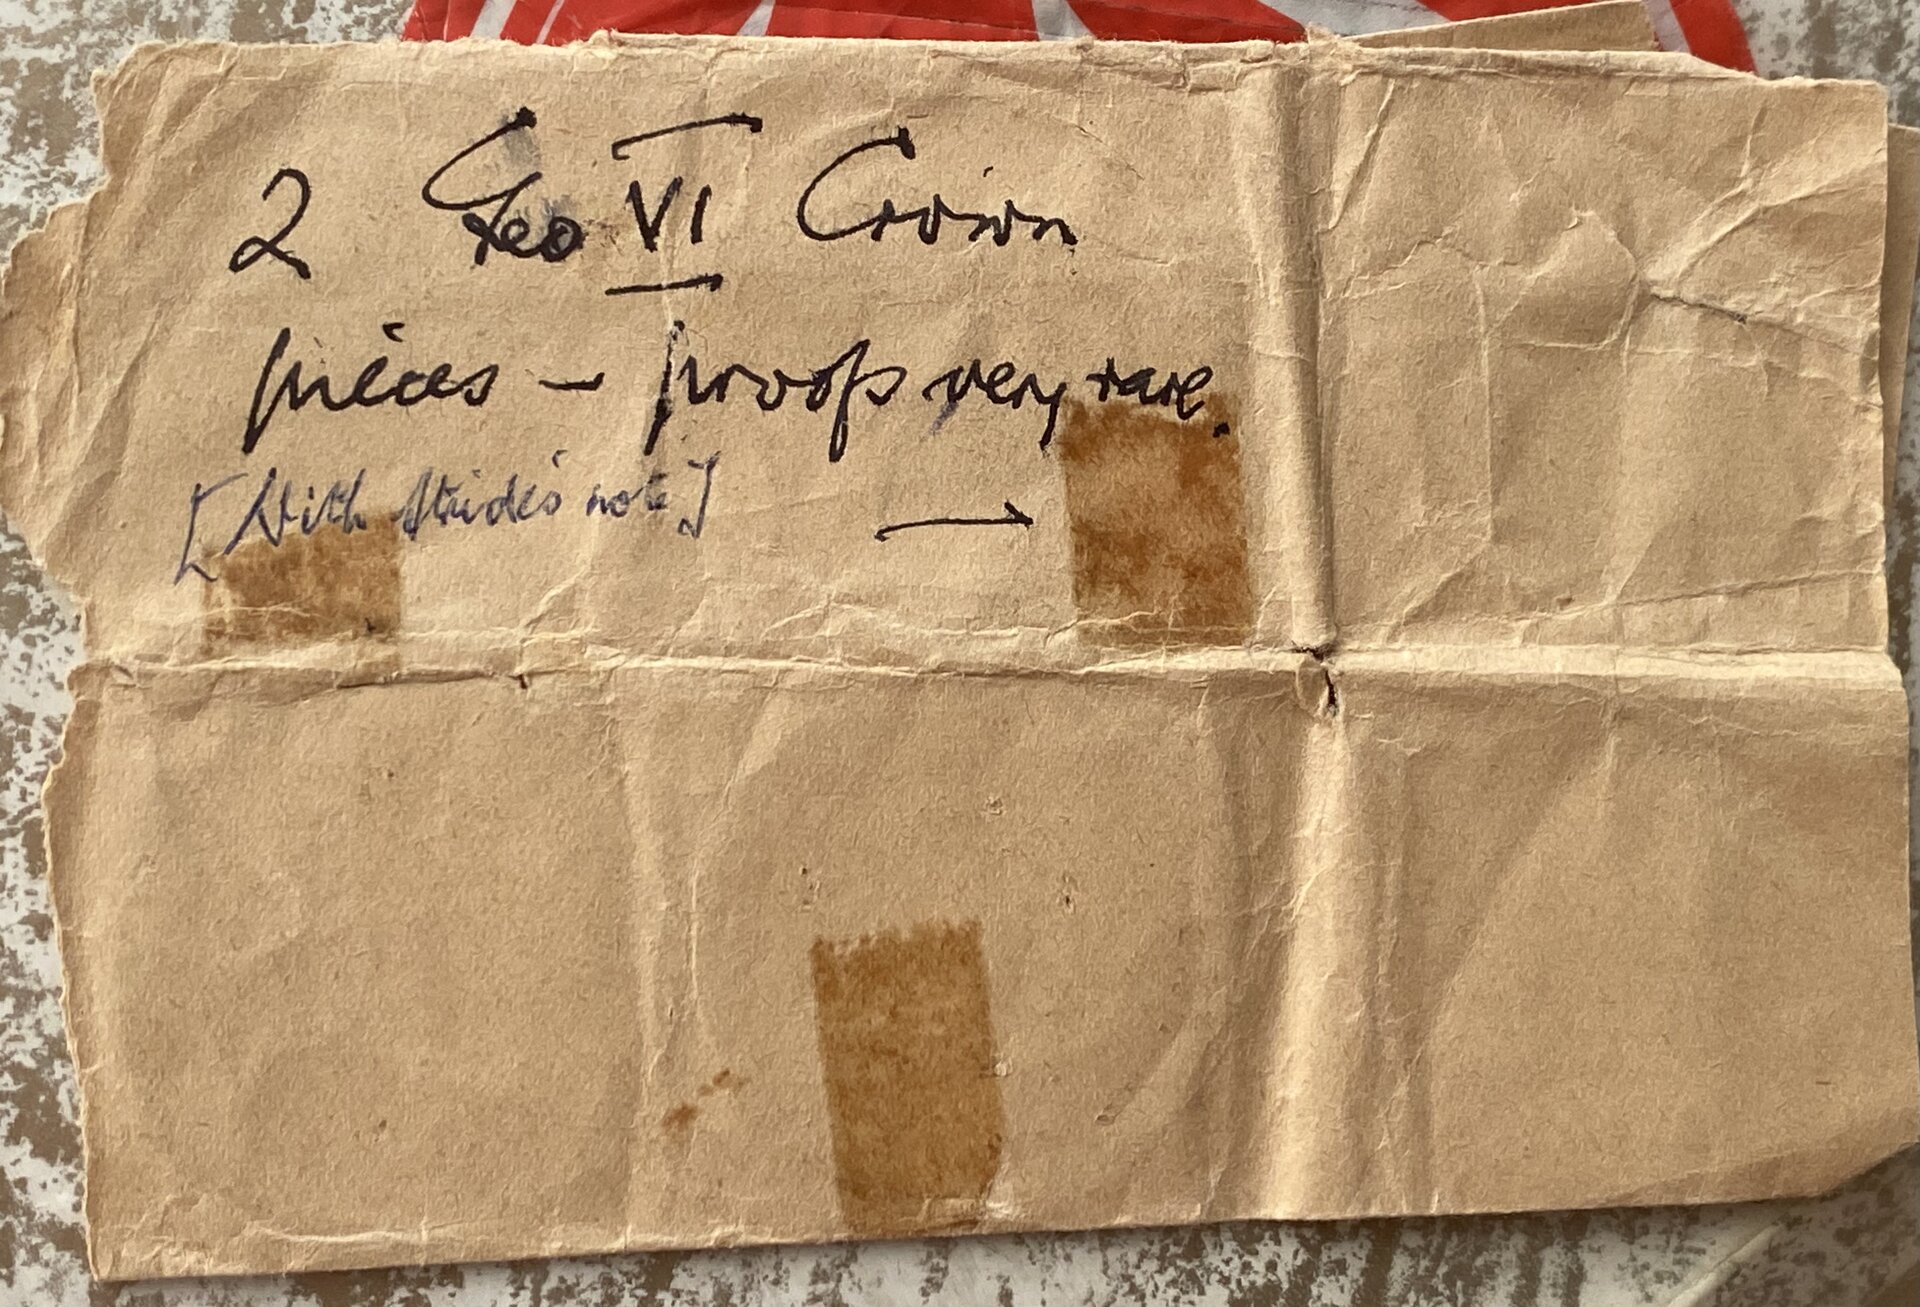 2 Geo VI Crown
pieces – proofs very rare.
[With Stride's note] →